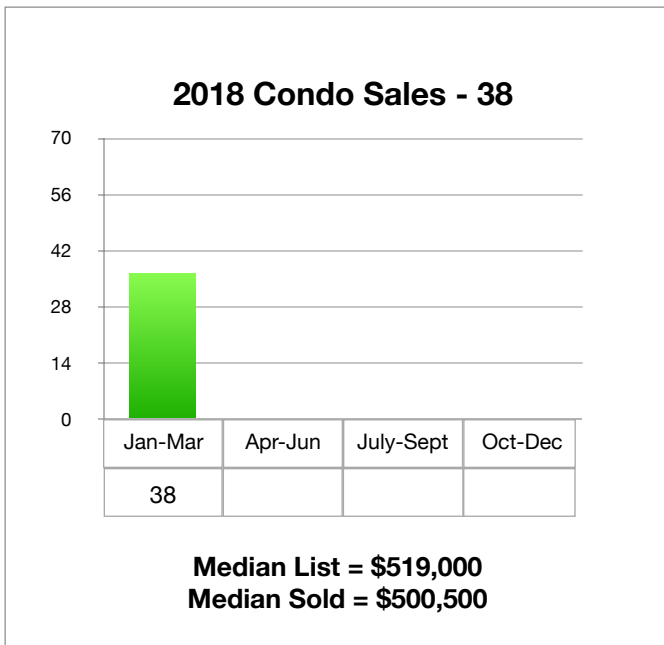 2018 Condo Sales - 38
70
56
42
28
14
0
Jan-Mar Apr-Jun July-Sept Oct-Dec
38
Median List = $519,000
Median Sold = $500,500